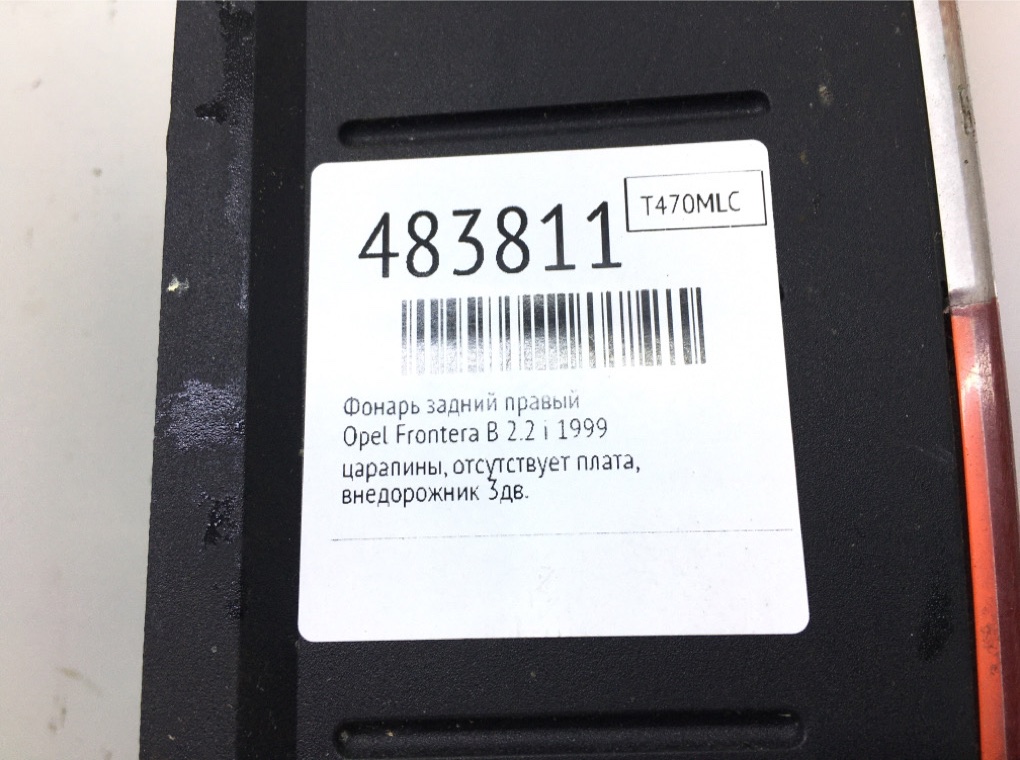 T470MLC
483811
Фонарь задний правый
Opel Frontera B 2.2 i 1999
царапины, отсутствует плата,
внедорожник 3дв.